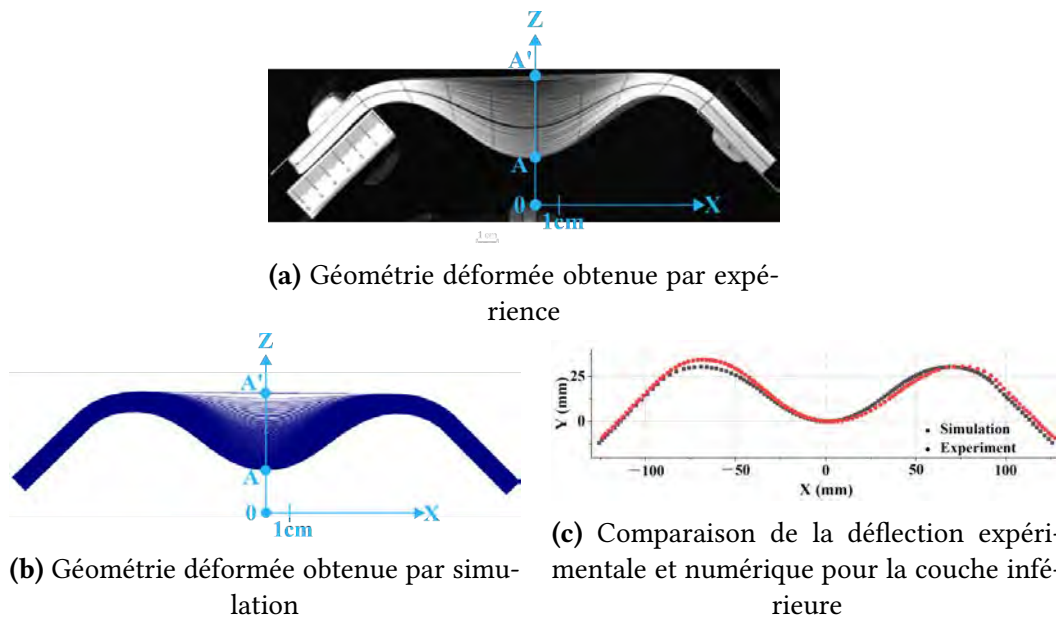 Z
A'
A
0
1cm
X
1 cm
(a) Géométrie déformée obtenue par expé-
rience
Z
A'
A
0
1cm
X
(b) Géométrie déformée obtenue par simu-
lation
Y (mm)
25
0
Simulation
Experiment
−100
−50
0
50
100
X (mm)
(c) Comparaison de la déflection expéri-
mentale et numérique pour la couche infé-
rieure